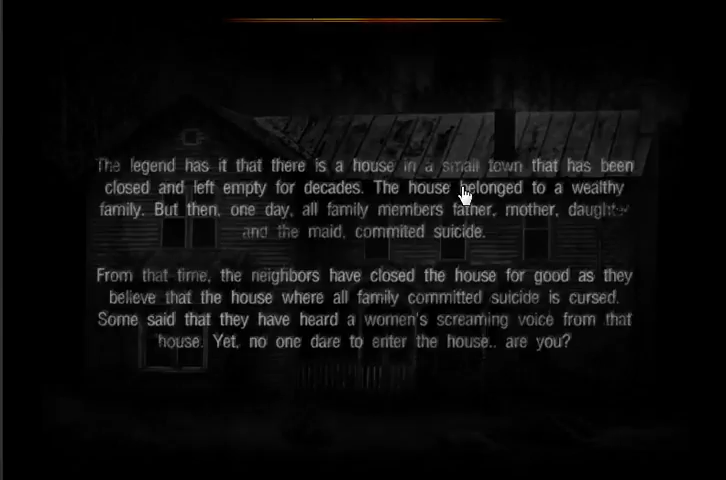 The legend has it that there is a house in a small town that has been
closed and left empty for decades. The house belonged to a wealthy
family. But then, one day, all family members father, mother, daughter
and the maid, commited suicide.
From that time, the neighbors have closed the house for good as they
believe that the house where all family committed suicide is cursed.
Some said that they have heard a women's screaming voice from that
house. Yet, no one dare to enter the house.. are you?